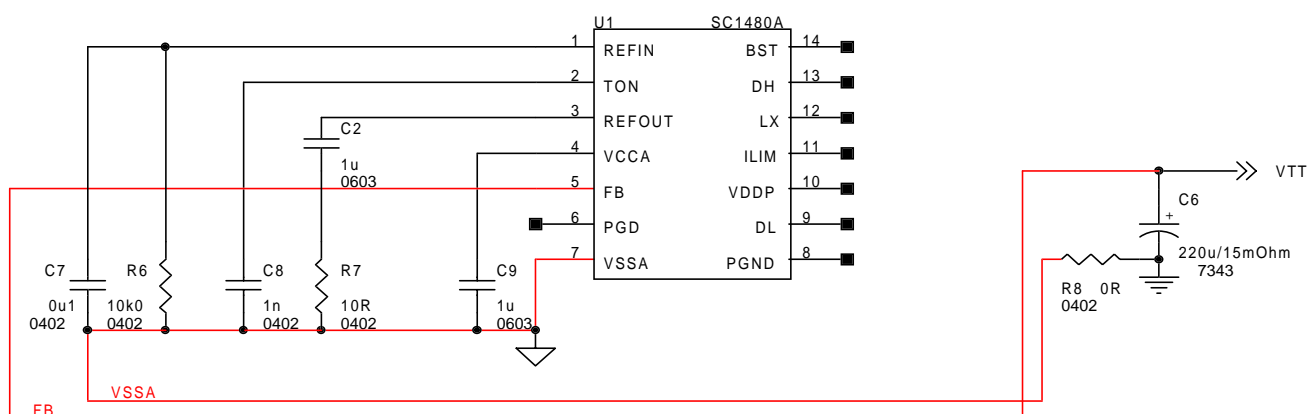 U1 SC1480A
1 REFIN BST 14
2 TON DH 13
3 REFOUT LX 12
4 VCCA ILIM 11
5 FB VDDP 10
6 PGD DL 9
7 VSSA PGND 8
C2
1u
0603
VTT
C6
+
220u/15mOhm
7343
C7
0u1
0402
R6
10k0
0402
C8
1n
0402
R7
10R
0402
C9
1u
0603
R8 0R
0402
VSSA
FB